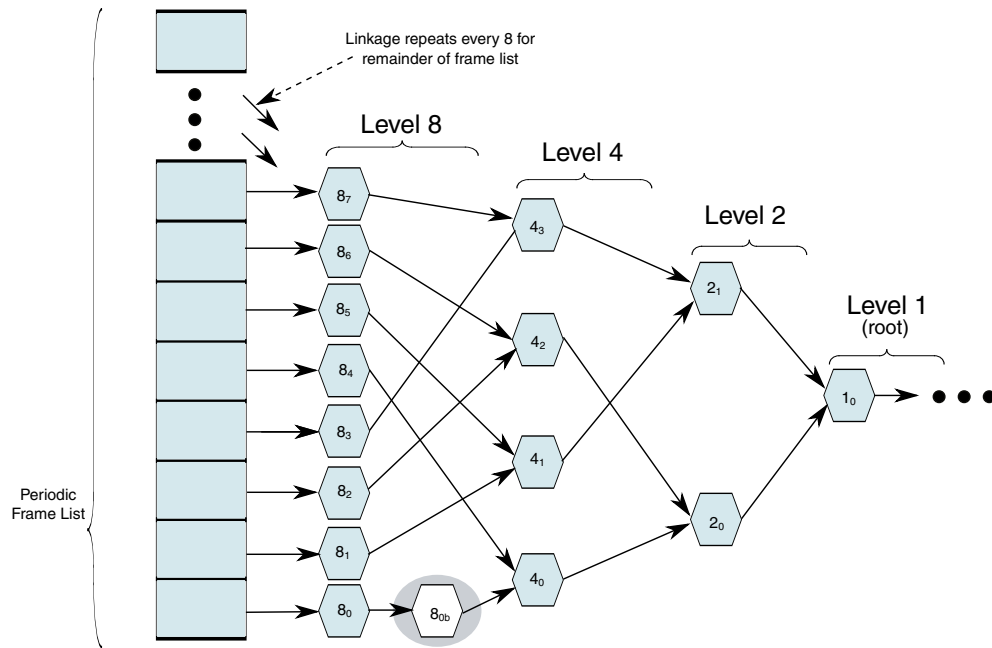 Linkage repeats every 8 for
remainder of frame list
Level 8
Level 4
Level 2
Level 1
(root)
8₇
8₆
8₅
8₄
8₃
8₂
8₁
8₀
8₀b
4₃
4₂
4₁
4₀
2₁
2₀
1₀
Periodic
Frame List